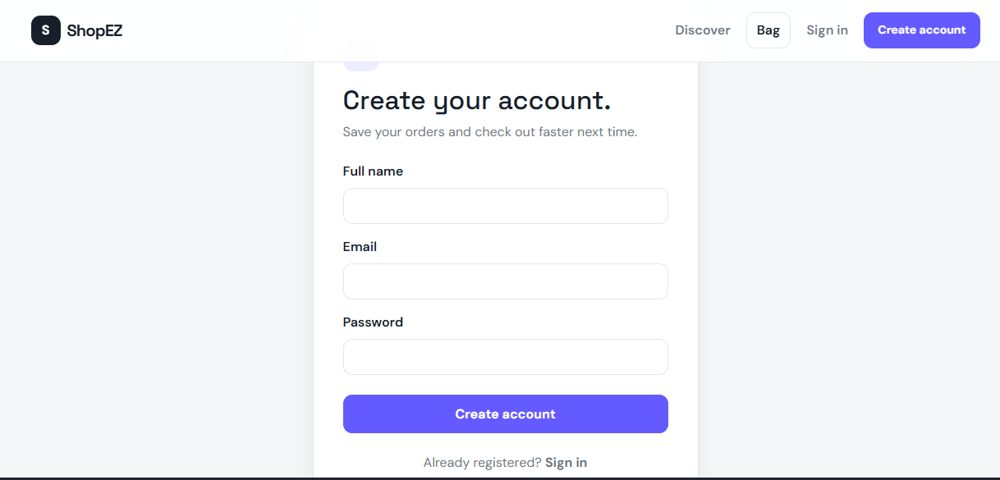 S ShopEZ Discover Bag Sign in Create account
Create your account.
Save your orders and check out faster next time.
Full name
Email
Password
Create account
Already registered? Sign in